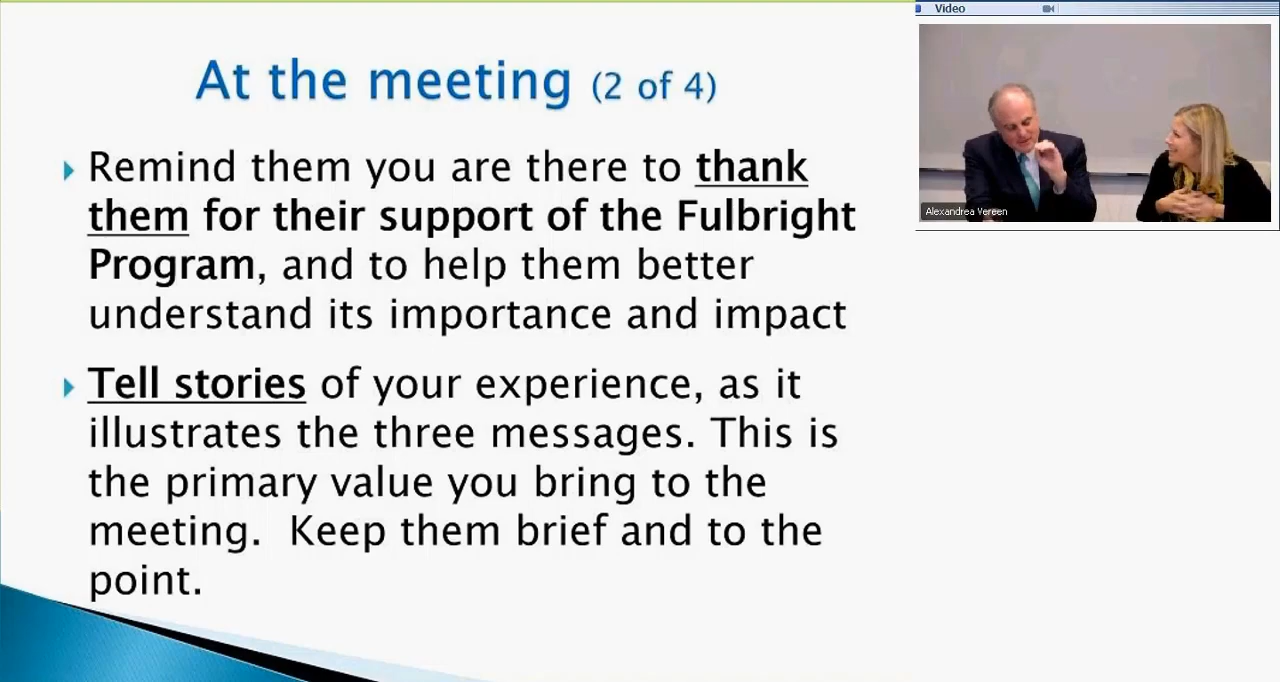 At the meeting (2 of 4)
Remind them you are there to thank
them for their support of the Fulbright
Program, and to help them better
understand its importance and impact
Tell stories of your experience, as it
illustrates the three messages. This is
the primary value you bring to the
meeting.  Keep them brief and to the
point.
Video
Alexandrea Vereen